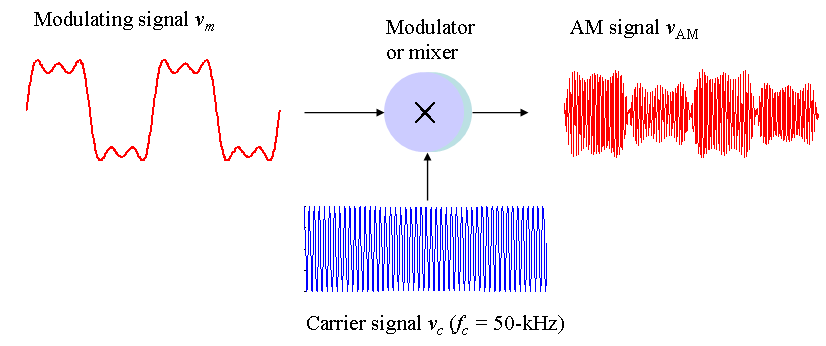 Modulating signal vm
Modulator
or mixer
AM signal vAM
×
Carrier signal vc (fc = 50-kHz)